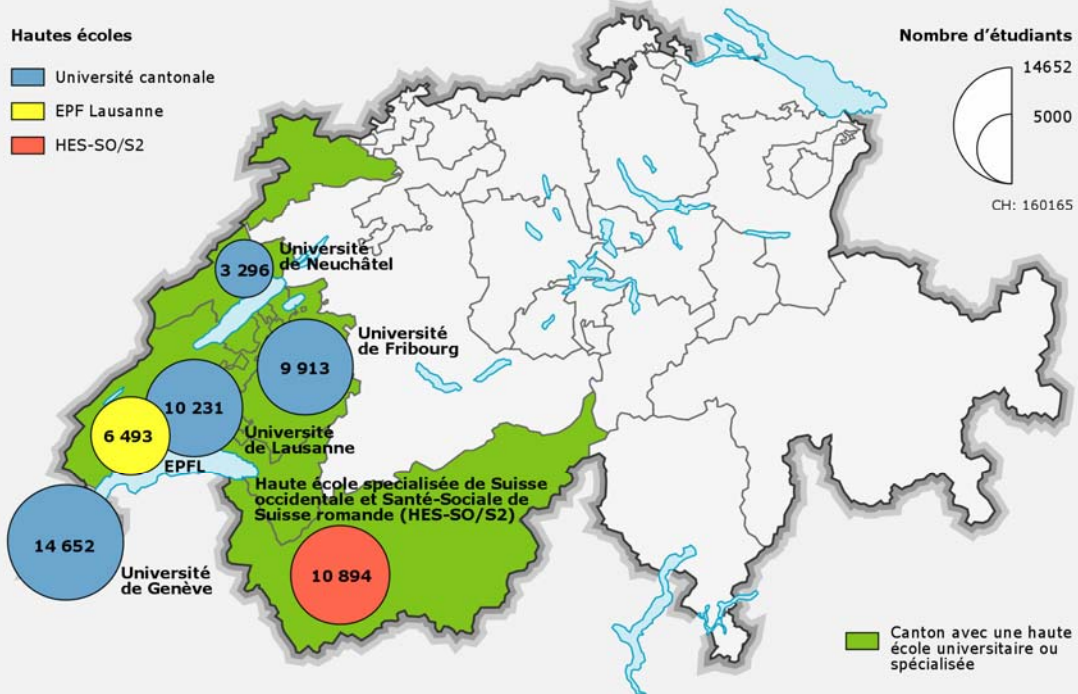 Hautes écoles
Université cantonale
EPF Lausanne
HES-SO/S2
Nombre d'étudiants
14652
5000
CH: 160165
3 296
Université
de Neuchâtel
9 913
Université
de Fribourg
10 231
Université
de Lausanne
6 493
EPFL
14 652
Université
de Genève
Haute école specialisée de Suisse
occidentale et Santé-Sociale de
Suisse romande (HES-SO/S2)
10 894
Canton avec une haute
école universitaire ou
spécialisée